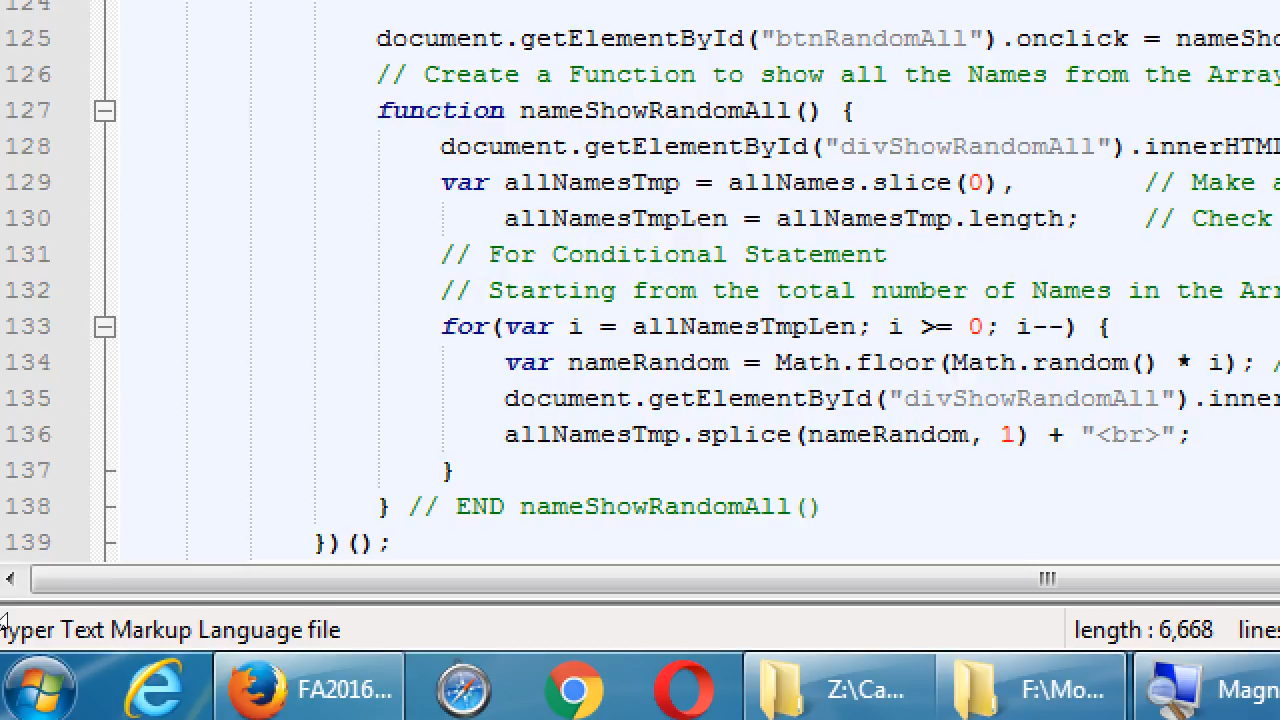 124
125 document.getElementById("btnRandomAll").onclick = nameSho
126 // Create a Function to show all the Names from the Array
127 function nameShowRandomAll() {
128 document.getElementById("divShowRandomAll").innerHTML
129 var allNamesTmp = allNames.slice(0), // Make a
130 allNamesTmpLen = allNamesTmp.length; // Check
131 // For Conditional Statement
132 // Starting from the total number of Names in the Arr
133 for(var i = allNamesTmpLen; i >= 0; i--) {
134 var nameRandom = Math.floor(Math.random() * i); /
135 document.getElementById("divShowRandomAll").inner
136 allNamesTmp.splice(nameRandom, 1) + "<br>";
137 }
138 } // END nameShowRandomAll()
139 })();
yper Text Markup Language file length : 6,668 lines
FA2016... Z:\Ca... F:\Mo... Magn